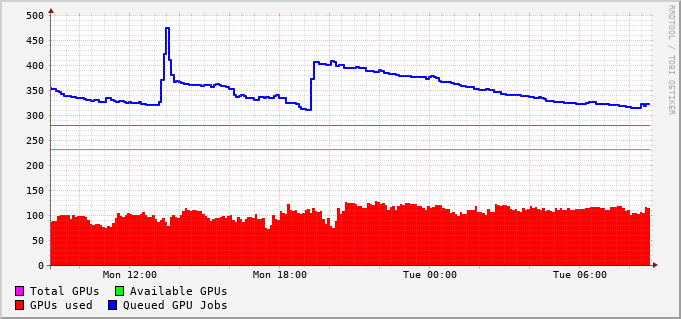 500
450
400
350
300
250
200
150
100
50
0
Mon 12:00 Mon 18:00 Tue 00:00 Tue 06:00
Total GPUs Available GPUs
GPUs used Queued GPU Jobs
RRDTOOL / TOBI OETIKER